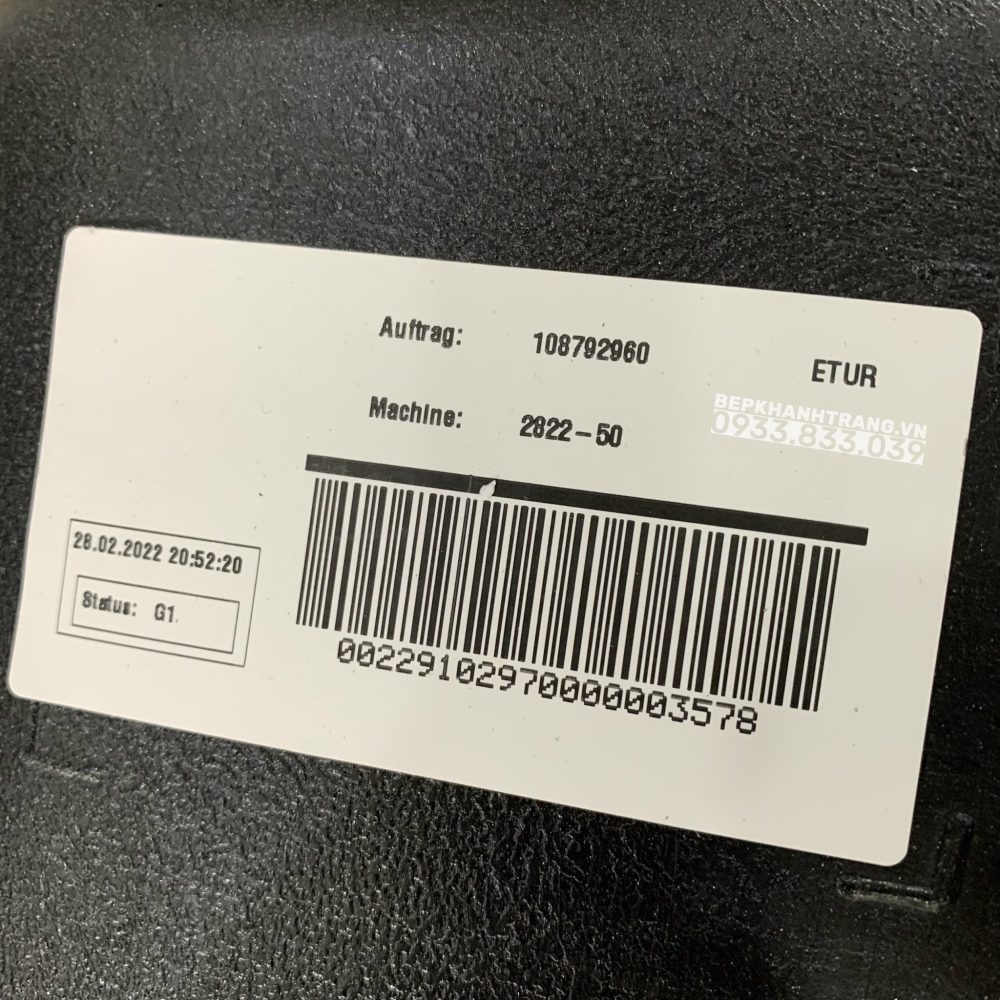 Auftrag: 108792960
ETUR
Machine: 2822-50
BEPKHANHTRANG.VN
0933.833.039
28.02.2022 20:52:20
Status: G1
0022910297000000003578